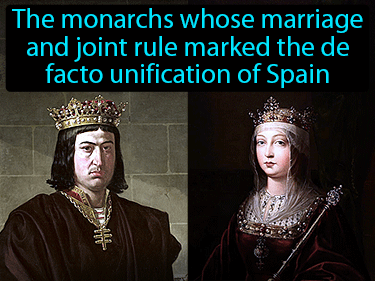 The monarchs whose marriage
and joint rule marked the de
facto unification of Spain